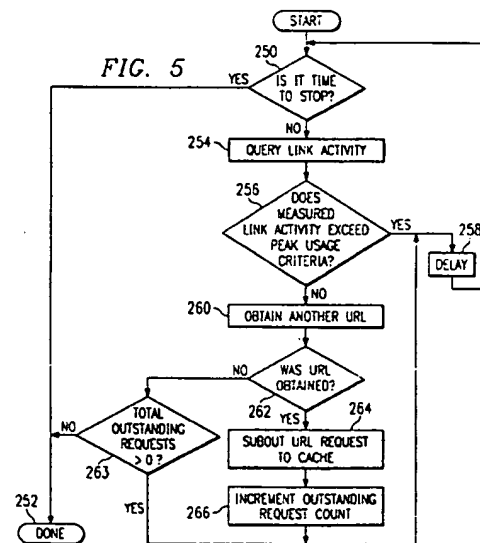 START
FIG. 5
250
YES
IS IT TIME
TO STOP?
NO
254
QUERY LINK ACTIVITY
256
DOES
MEASURED
LINK ACTIVITY EXCEED
PEAK USAGE
CRITERIA?
YES
258
DELAY
NO
260
OBTAIN ANOTHER URL
NO
WAS URL
OBTAINED?
262
YES
264
TOTAL
OUTSTANDING
REQUESTS
> 0 ?
NO
263
SUBOUT URL REQUEST
TO CACHE
252
YES
266
INCREMENT OUTSTANDING
REQUEST COUNT
DONE